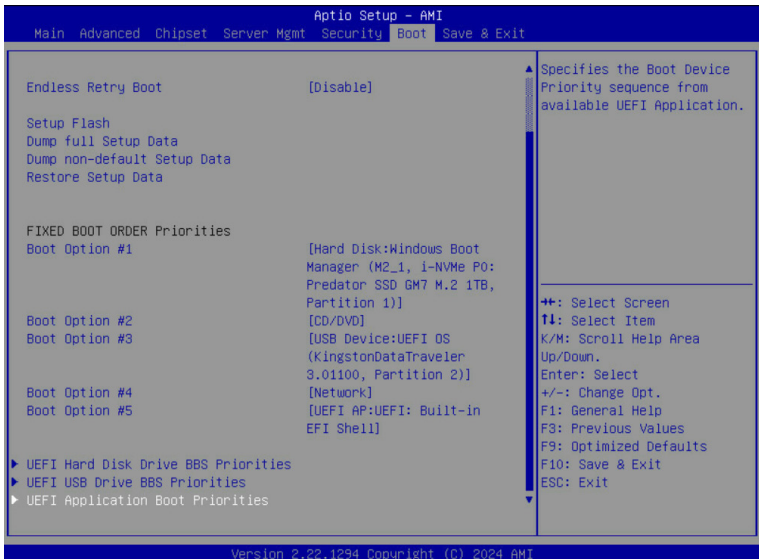 Aptio Setup - AMI
Main Advanced Chipset Server Mgmt Security Boot Save & Exit
Endless Retry Boot [Disable]
Setup Flash
Dump full Setup Data
Dump non-default Setup Data
Restore Setup Data
FIXED BOOT ORDER Priorities
Boot Option #1 [Hard Disk:Windows Boot
Manager (M2_1, i-NVMe P0:
Predator SSD GM7 M.2 1TB,
Partition 1)]
Boot Option #2 [CD/DVD]
Boot Option #3 [USB Device:UEFI OS
(KingstonDataTraveler
3.01100, Partition 2)]
Boot Option #4 [Network]
Boot Option #5 [UEFI AP:UEFI: Built-in
EFI Shell]
UEFI Hard Disk Drive BBS Priorities
UEFI USB Drive BBS Priorities
UEFI Application Boot Priorities
Specifies the Boot Device
Priority sequence from
available UEFI Application.
→←: Select Screen
↑↓: Select Item
K/M: Scroll Help Area
Up/Down.
Enter: Select
+/-: Change Opt.
F1: General Help
F3: Previous Values
F9: Optimized Defaults
F10: Save & Exit
ESC: Exit
Version 2.22.1294 Copyright (C) 2024 AMI